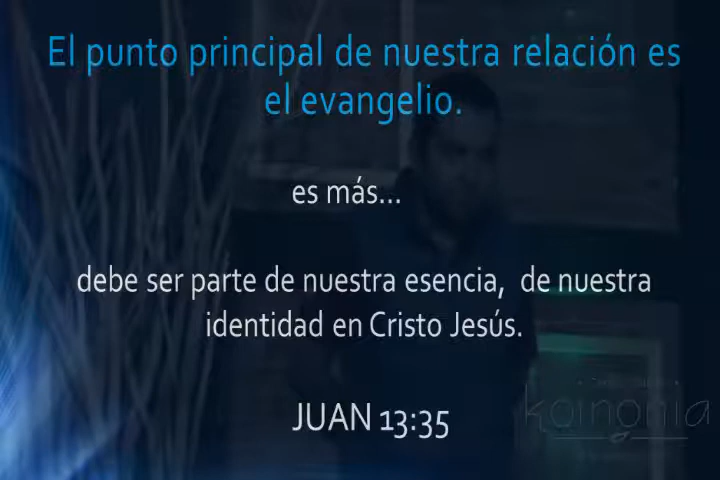 El punto principal de nuestra relación es
el evangelio.
es más...
debe ser parte de nuestra esencia, de nuestra
identidad en Cristo Jesús.
JUAN 13:35
koinonia